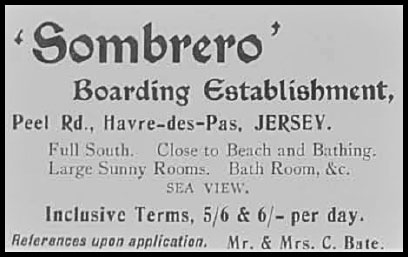 'Sombrero'
Boarding Establishment,
Peel Rd., Havre-des-Pas, JERSEY.
Full South. Close to Beach and Bathing.
Large Sunny Rooms. Bath Room, &c.
SEA VIEW.
Inclusive Terms, 5/6 & 6/- per day.
References upon application. Mr. & Mrs. C. Bate.